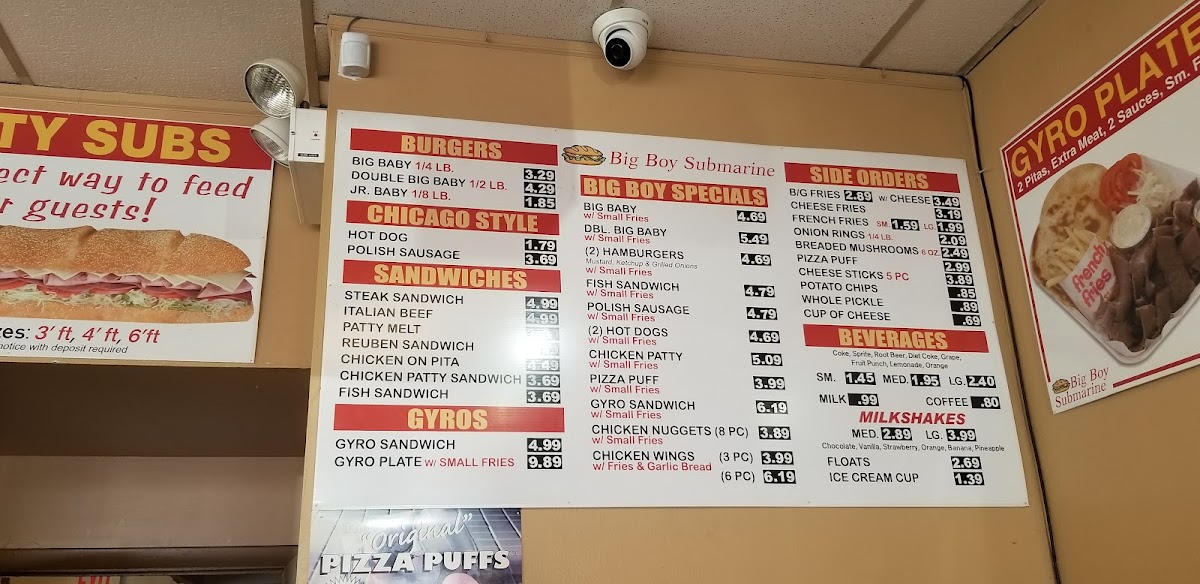 TY SUBS
ect way to feed
r guests!
es: 3' ft, 4' ft, 6' ft
notice with deposit required
BURGERS
BIG BABY 1/4 LB. 3.29
DOUBLE BIG BABY 1/2 LB. 4.29
JR. BABY 1/8 LB. 1.85
CHICAGO STYLE
HOT DOG 1.79
POLISH SAUSAGE 3.69
SANDWICHES
STEAK SANDWICH 4.99
ITALIAN BEEF 4.99
PATTY MELT
REUBEN SANDWICH
CHICKEN ON PITA 4.49
CHICKEN PATTY SANDWICH 3.69
FISH SANDWICH 3.69
GYROS
GYRO SANDWICH 4.99
GYRO PLATE w/ SMALL FRIES 9.89
Big Boy Submarine
BIG BOY SPECIALS
BIG BABY 4.69
w/ Small Fries
DBL. BIG BABY 5.49
w/ Small Fries
(2) HAMBURGERS 4.69
Mustard, Ketchup & Grilled Onions
w/ Small Fries
FISH SANDWICH 4.79
w/ Small Fries
POLISH SAUSAGE 4.79
w/ Small Fries
(2) HOT DOGS 4.69
w/ Small Fries
CHICKEN PATTY 5.09
w/ Small Fries
PIZZA PUFF 3.99
w/ Small Fries
GYRO SANDWICH 6.19
w/ Small Fries
CHICKEN NUGGETS (8 PC) 3.89
w/ Small Fries
CHICKEN WINGS (3 PC) 3.99
w/ Fries & Garlic Bread
(6 PC) 6.19
SIDE ORDERS
B/G FRIES 2.89 w/ CHEESE 3.49
CHEESE FRIES 3.19
FRENCH FRIES SM. 1.59 LG. 1.99
ONION RINGS 1/4 LB. 2.09
BREADED MUSHROOMS 6 OZ. 2.49
PIZZA PUFF 2.99
CHEESE STICKS 5 PC 3.89
POTATO CHIPS .85
WHOLE PICKLE .89
CUP OF CHEESE .69
BEVERAGES
Coke, Sprite, Root Beer, Diet Coke, Grape,
Fruit Punch, Lemonade, Orange
SM. 1.45 MED. 1.95 LG. 2.40
MILK .99 COFFEE .80
MILKSHAKES
MED. 2.89 LG. 3.99
Chocolate, Vanilla, Strawberry, Orange, Banana, Pineapple
FLOATS 2.69
ICE CREAM CUP 1.39
GYRO PLATE
2 Pitas, Extra Meat, 2 Sauces, Sm. F
french
fries
Big Boy
Submarine
"Original"
PIZZA PUFFS
EXIT